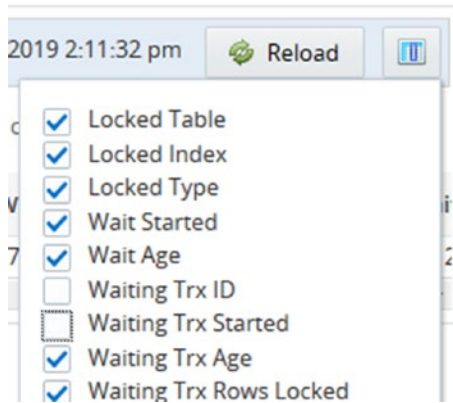 2019 2:11:32 pm Reload
Locked Table
Locked Index
Locked Type
Wait Started
Wait Age
Waiting Trx ID
Waiting Trx Started
Waiting Trx Age
Waiting Trx Rows Locked